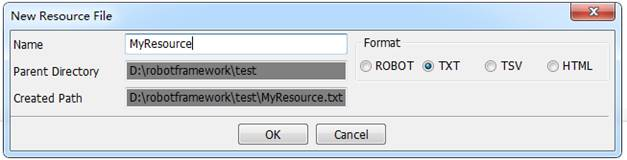 New Resource File
Name MyResource
Format
ROBOT TXT TSV HTML
Parent Directory D:\robotframework\test
Created Path D:\robotframework\test\MyResource.txt
OK Cancel